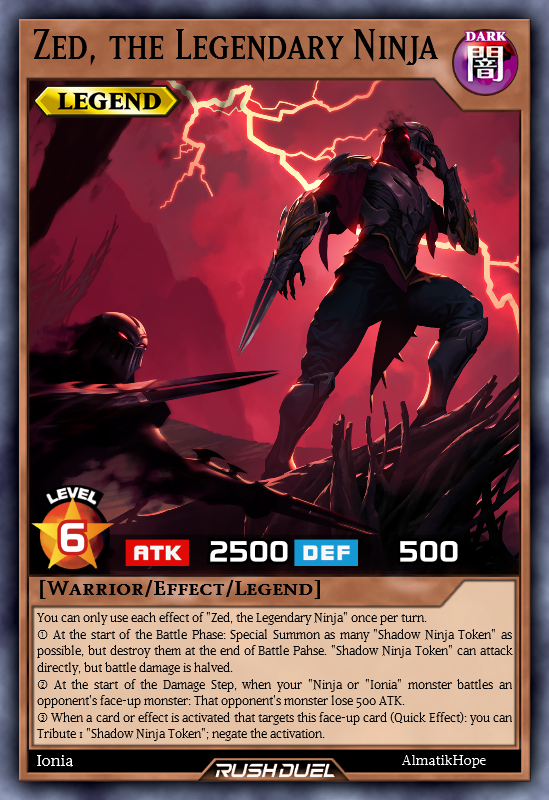 Zed, the Legendary Ninja
DARK
闇
LEGEND
LEVEL
6
ATK 2500 DEF 500
[Warrior/Effect/Legend]
You can only use each effect of "Zed, the Legendary Ninja" once per turn.
① At the start of the Battle Phase: Special Summon as many "Shadow Ninja Token" as
possible, but destroy them at the end of Battle Pahse. "Shadow Ninja Token" can attack
directly, but battle damage is halved.
② At the start of the Damage Step, when your "Ninja or "Ionia" monster battles an
opponent's face-up monster: That opponent's monster lose 500 ATK.
③ When a card or effect is activated that targets this face-up card (Quick Effect): you can
Tribute 1 "Shadow Ninja Token"; negate the activation.
Ionia
RUSH DUEL
AlmatikHope